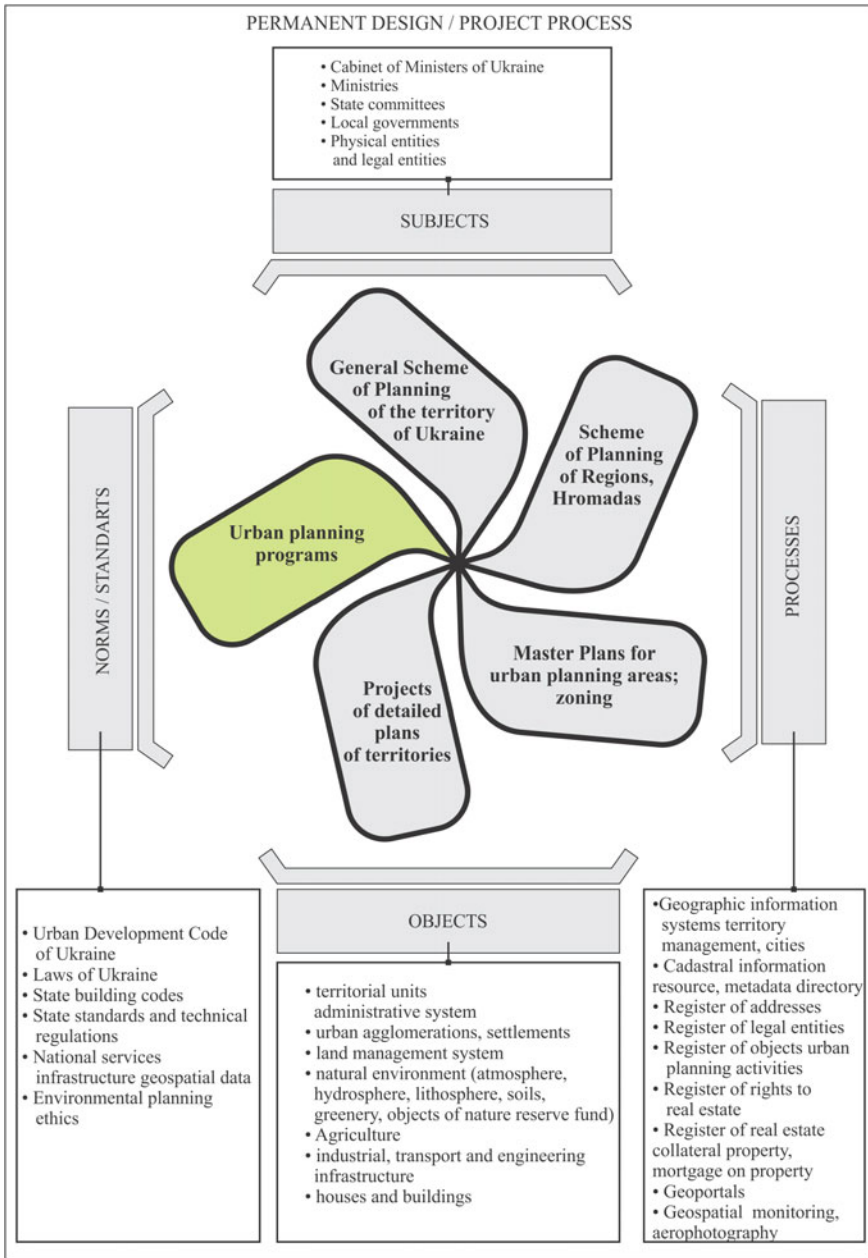 PERMANENT DESIGN / PROJECT PROCESS
• Cabinet of Ministers of Ukraine
• Ministries
• State committees
• Local governments
• Physical entities
and legal entities
SUBJECTS
General Scheme
of Planning
of the territory
of Ukraine
Scheme
of Planning
of Regions,
Hromadas
Urban planning
programs
Master Plans for
urban planning areas;
zoning
Projects
of detailed
plans
of territories
NORMS / STANDARTS
PROCESSES
OBJECTS
• Urban Development Code
of Ukraine
• Laws of Ukraine
• State building codes
• State standards and technical
regulations
• National services
infrastructure geospatial data
• Environmental planning
ethics
• territorial units
administrative system
• urban agglomerations, settlements
• land management system
• natural environment (atmosphere,
hydrosphere, lithosphere, soils,
greenery, objects of nature reserve fund)
• Agriculture
• industrial, transport and engineering
infrastructure
• houses and buildings
•Geographic information
systems territory
management, cities
• Cadastral information
resource, metadata directory
• Register of addresses
• Register of legal entities
• Register of objects urban
planning activities
• Register of rights to
real estate
• Register of real estate
collateral property,
mortgage on property
• Geoportals
• Geospatial monitoring,
aerophotography